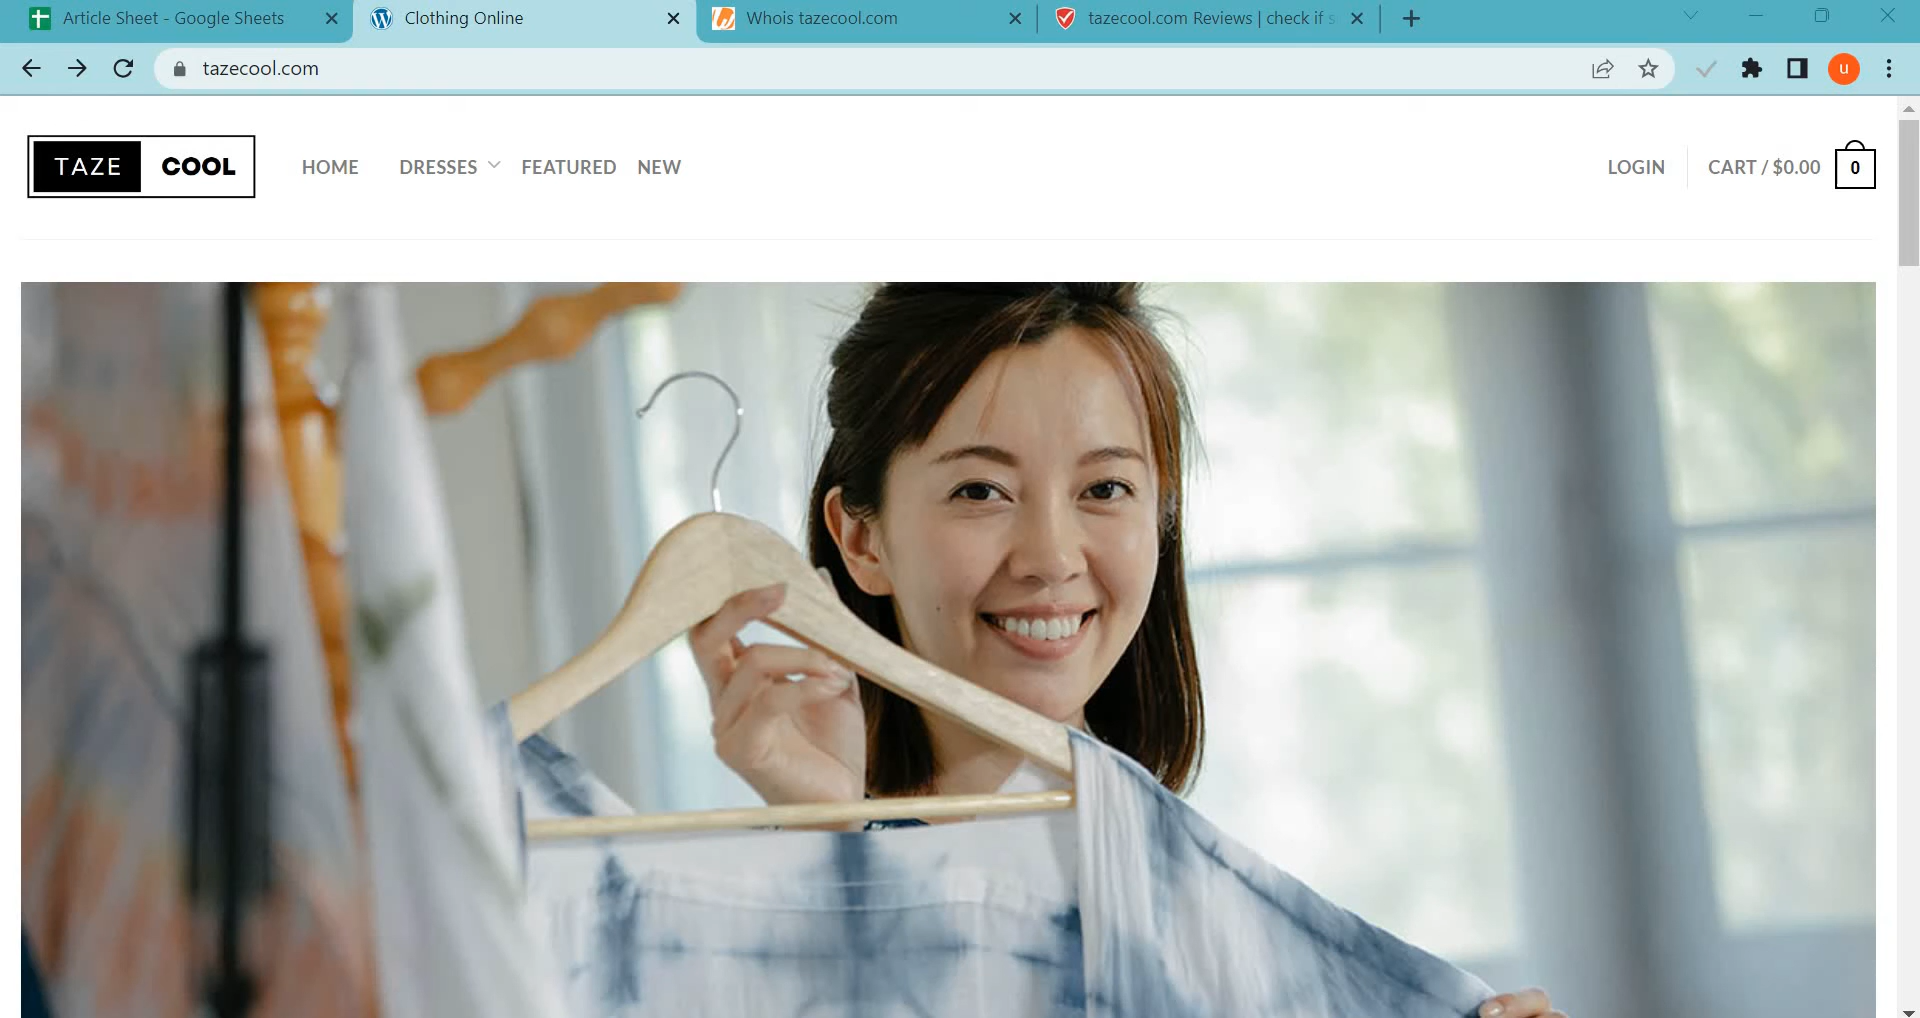 Article Sheet - Google Sheets
Clothing Online
Whois tazecool.com
tazecool.com Reviews | check if s
tazecool.com
u
TAZE COOL
HOME
DRESSES
FEATURED
NEW
LOGIN
CART / $0.00
0